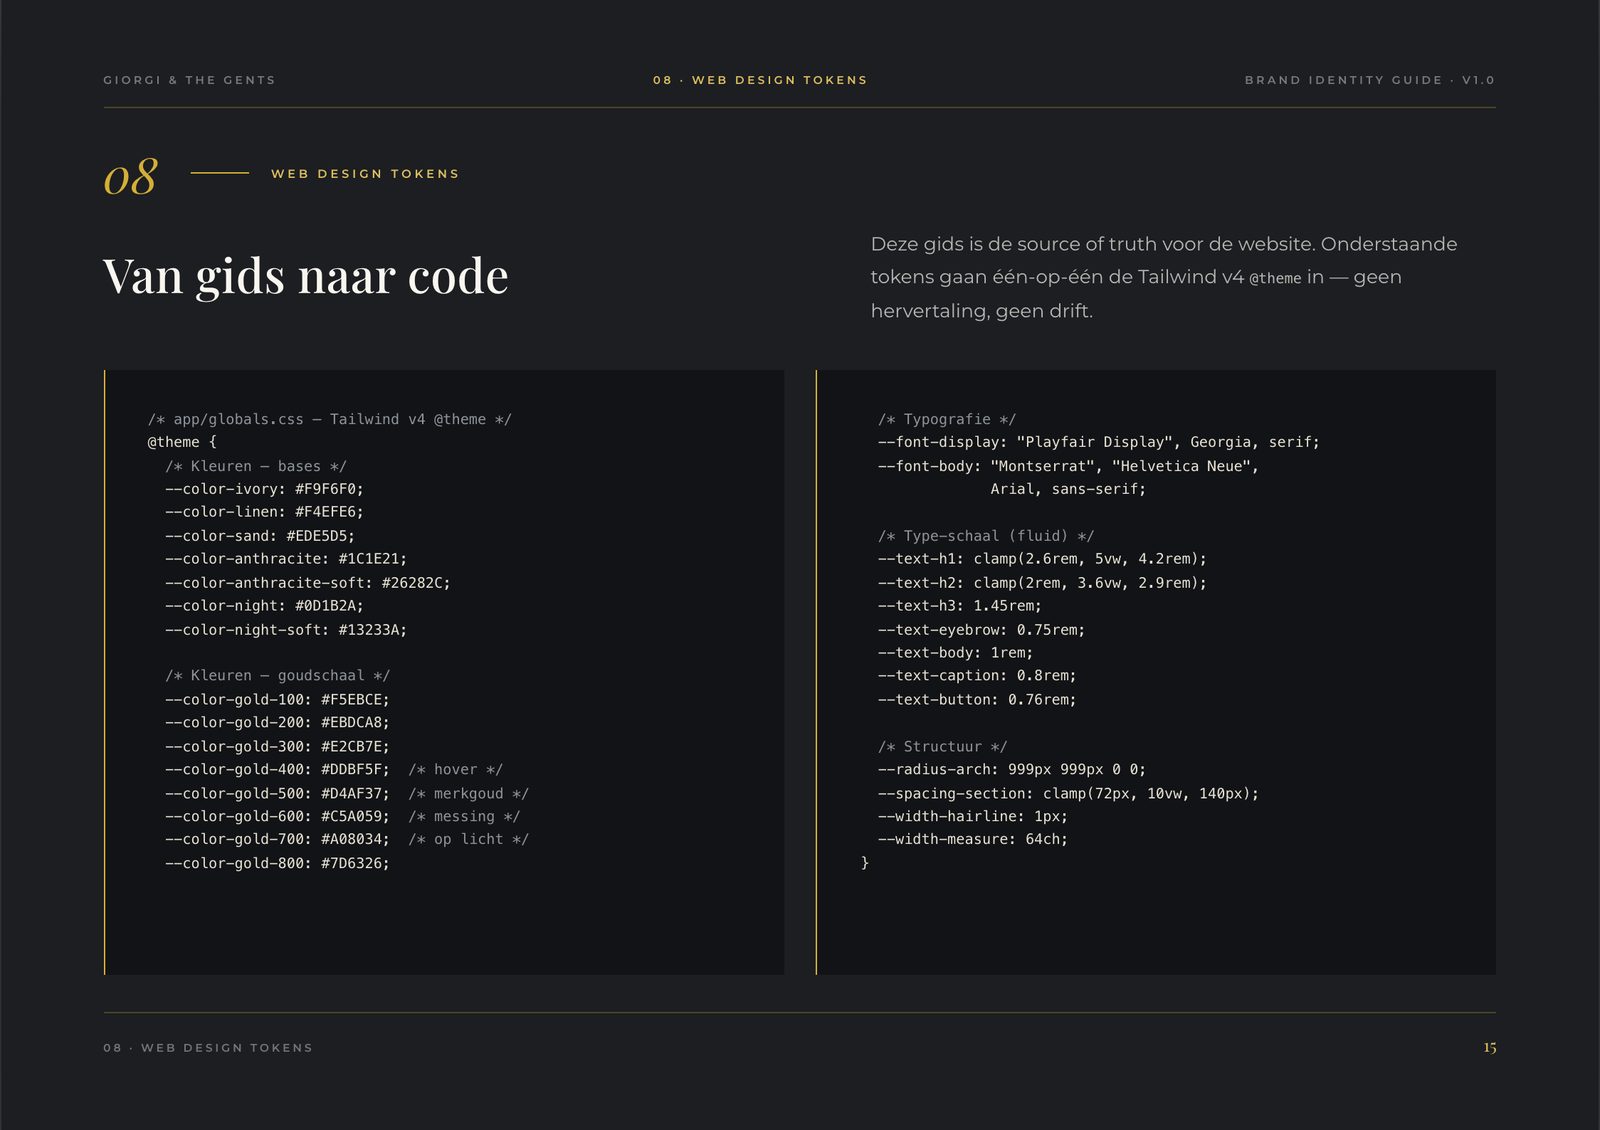 GIORGI & THE GENTS
08 · WEB DESIGN TOKENS
BRAND IDENTITY GUIDE · V1.0
08 WEB DESIGN TOKENS
Van gids naar code
Deze gids is de source of truth voor de website. Onderstaande
tokens gaan één-op-één de Tailwind v4 @theme in — geen
hervertaling, geen drift.
/* app/globals.css — Tailwind v4 @theme */
@theme {
/* Kleuren — bases */
--color-ivory: #F9F6F0;
--color-linen: #F4EFE6;
--color-sand: #EDE5D5;
--color-anthracite: #1C1E21;
--color-anthracite-soft: #26282C;
--color-night: #0D1B2A;
--color-night-soft: #13233A;
/* Kleuren — goudschaal */
--color-gold-100: #F5EBCE;
--color-gold-200: #EBDCA8;
--color-gold-300: #E2CB7E;
--color-gold-400: #DDBF5F; /* hover */
--color-gold-500: #D4AF37; /* merkgoud */
--color-gold-600: #C5A059; /* messing */
--color-gold-700: #A08034; /* op licht */
--color-gold-800: #7D6326;
/* Typografie */
--font-display: "Playfair Display", Georgia, serif;
--font-body: "Montserrat", "Helvetica Neue",
Arial, sans-serif;
/* Type-schaal (fluid) */
--text-h1: clamp(2.6rem, 5vw, 4.2rem);
--text-h2: clamp(2rem, 3.6vw, 2.9rem);
--text-h3: 1.45rem;
--text-eyebrow: 0.75rem;
--text-body: 1rem;
--text-caption: 0.8rem;
--text-button: 0.76rem;
/* Structuur */
--radius-arch: 999px 999px 0 0;
--spacing-section: clamp(72px, 10vw, 140px);
--width-hairline: 1px;
--width-measure: 64ch;
}
08 · WEB DESIGN TOKENS
15